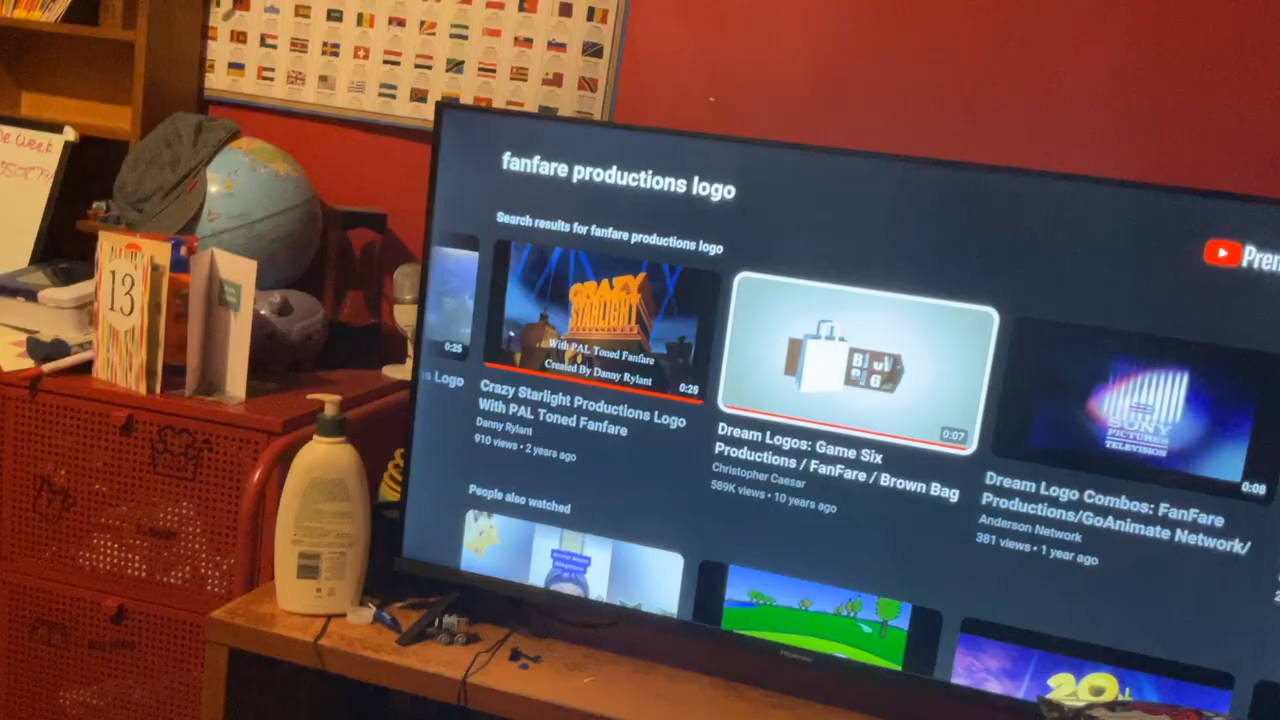 fanfare productions logo
Search results for fanfare productions logo
Prem
CRAZY
STARLIGHT
With PAL Toned Fanfare
Created By Danny Rylant
0:25
0:25
s Logo
Crazy Starlight Productions Logo
With PAL Toned Fanfare
Danny Rylant
910 views • 2 years ago
0:07
Dream Logos: Game Six
Productions / FanFare / Brown Bag
Christopher Caesar
589K views • 10 years ago
SONY
PICTURES
TELEVISION
0:08
Dream Logo Combos: FanFare
Productions/GoAnimate Network/
Anderson Network
381 views • 1 year ago
People also watched
20
Hisense
13
Week